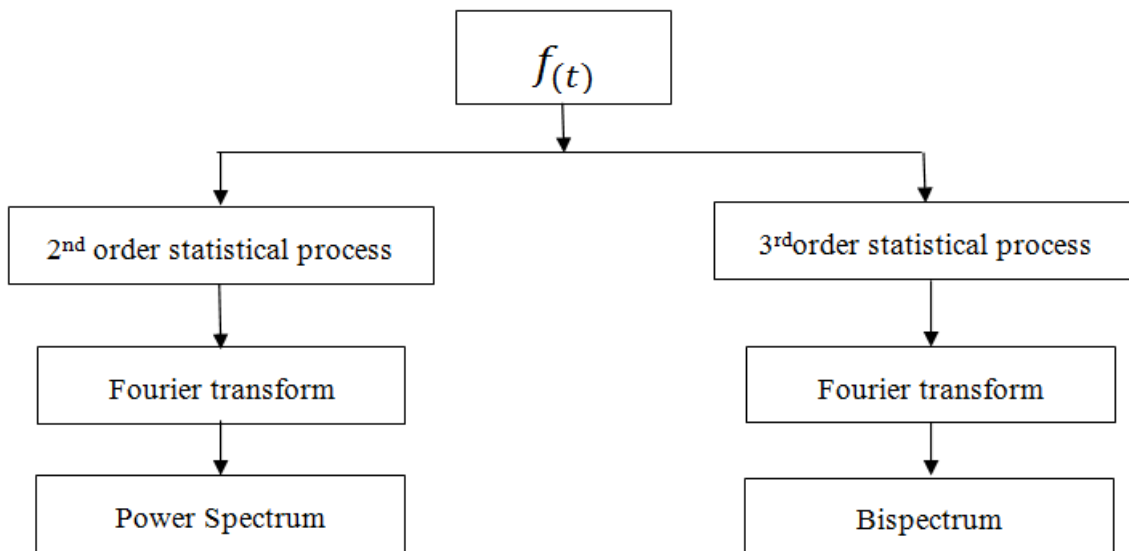 f(t)
2nd order statistical process
3rdorder statistical process
Fourier transform
Fourier transform
Power Spectrum
Bispectrum